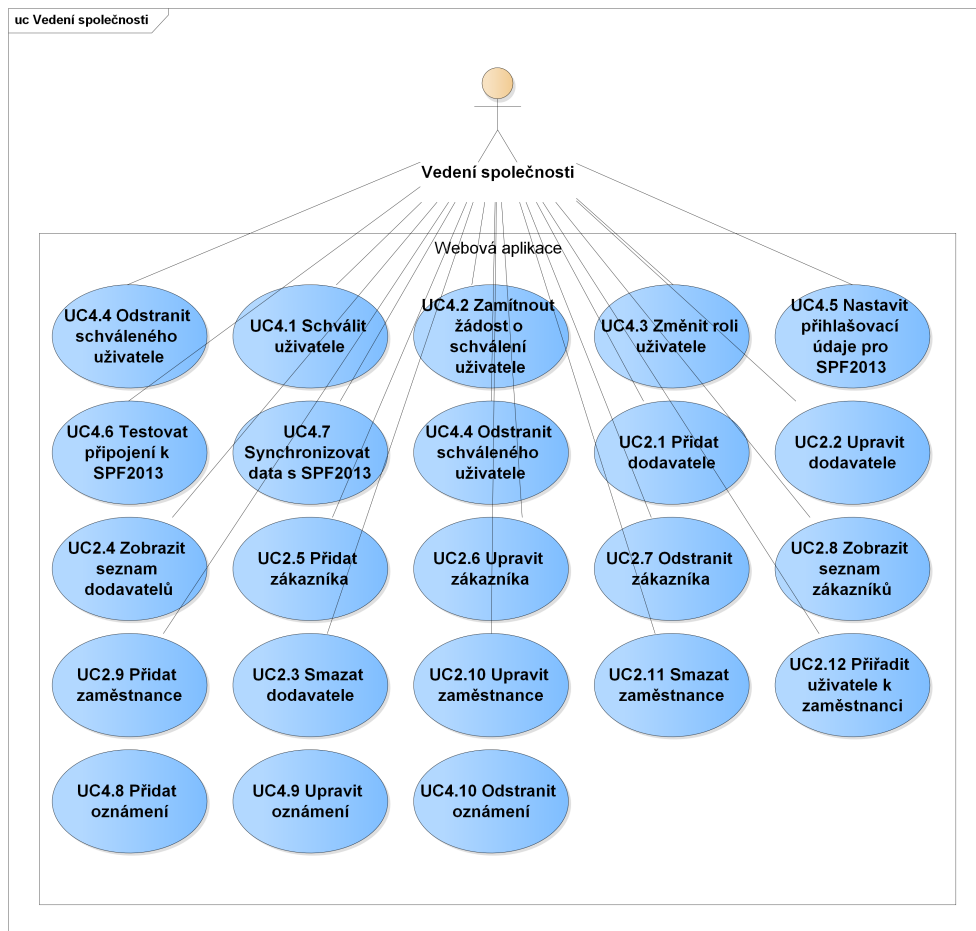 uc Vedení společnosti
Vedení společnosti
Webová aplikace
UC4.4 Odstranit
schváleného
uživatele
UC4.1 Schválit
uživatele
UC4.2 Zamítnout
žádost o
schválení
uživatele
UC4.3 Změnit roli
uživatele
UC4.5 Nastavit
přihlašovací
údaje pro
SPF2013
UC4.6 Testovat
připojení k
SPF2013
UC4.7
Synchronizovat
data s SPF2013
UC4.4 Odstranit
schváleného
uživatele
UC2.1 Přidat
dodavatele
UC2.2 Upravit
dodavatele
UC2.4 Zobrazit
seznam
dodavatelů
UC2.5 Přidat
zákazníka
UC2.6 Upravit
zákazníka
UC2.7 Odstranit
zákazníka
UC2.8 Zobrazit
seznam
zákazníků
UC2.9 Přidat
zaměstnance
UC2.3 Smazat
dodavatele
UC2.10 Upravit
zaměstnance
UC2.11 Smazat
zaměstnance
UC2.12 Přiřadit
uživatele k
zaměstnanci
UC4.8 Přidat
oznámení
UC4.9 Upravit
oznámení
UC4.10 Odstranit
oznámení